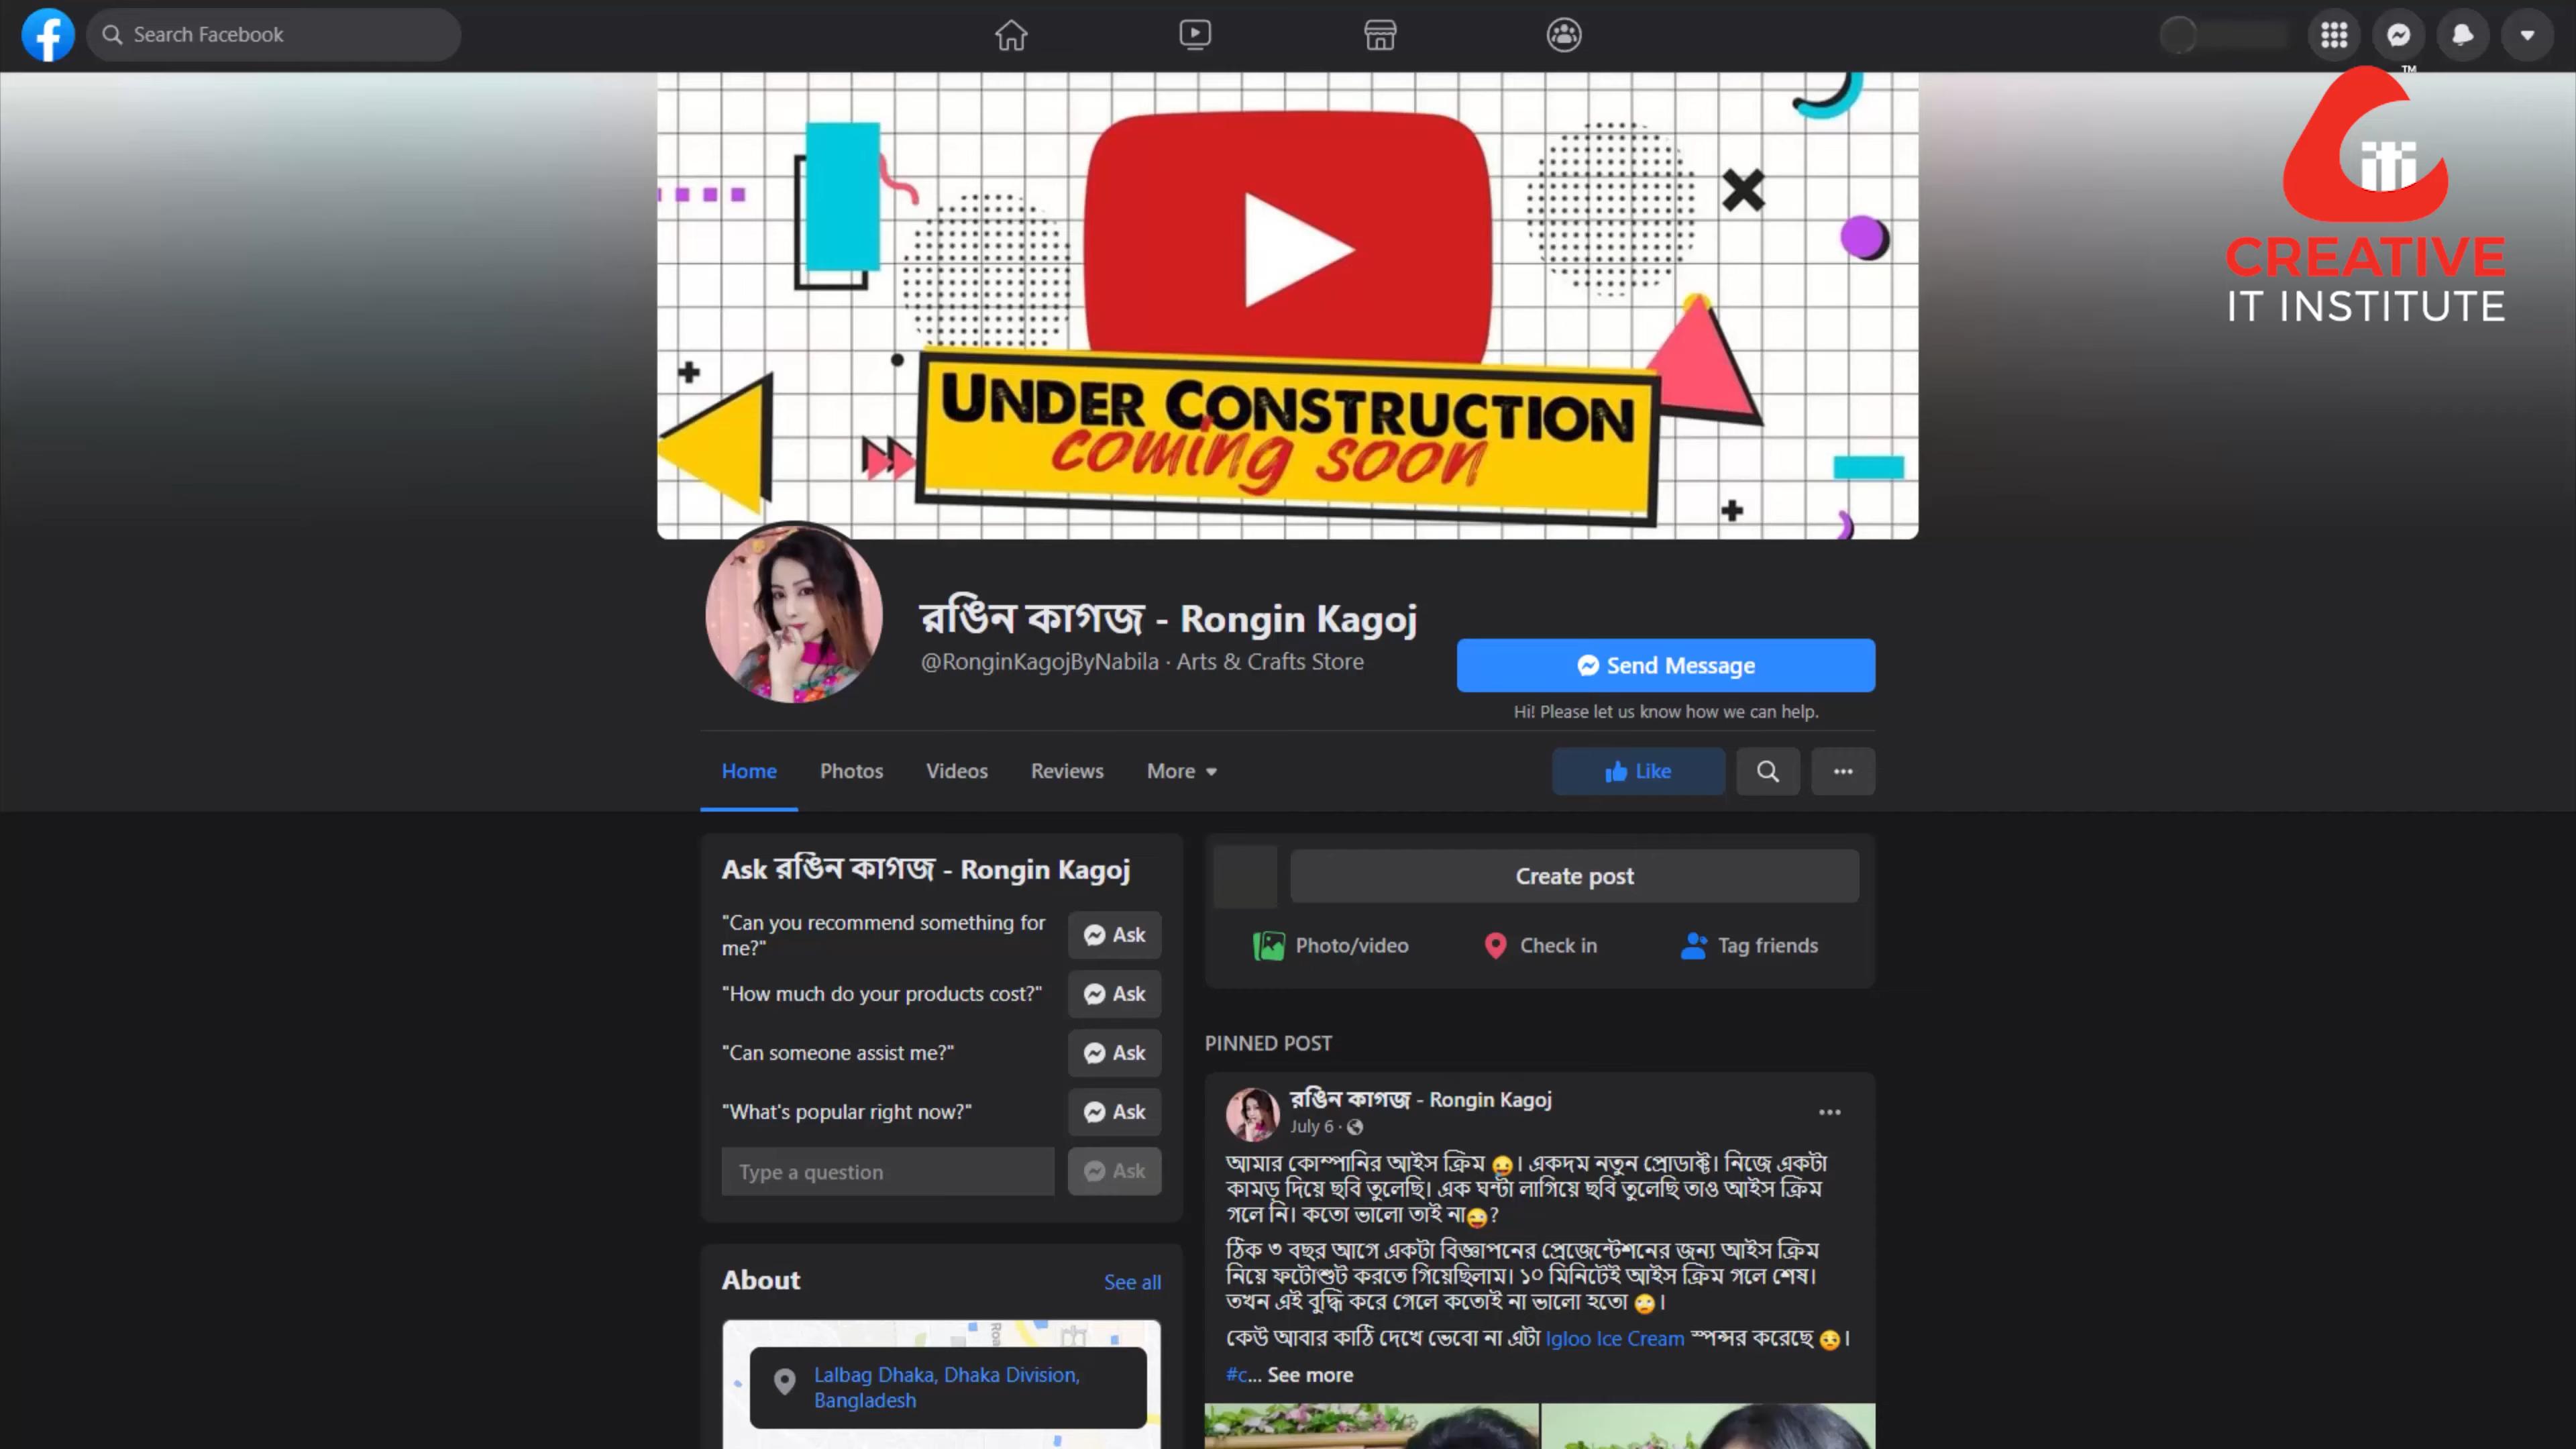 Search Facebook
TM
CREATIVE
IT INSTITUTE
UNDER CONSTRUCTION
coming soon
রঙিন কাগজ - Rongin Kagoj
@RonginKagojByNabila · Arts & Crafts Store
Send Message
Hi! Please let us know how we can help.
Home Photos Videos Reviews More
Like
Ask রঙিন কাগজ - Rongin Kagoj
"Can you recommend something for
me?"
Ask
"How much do your products cost?" Ask
"Can someone assist me?" Ask
"What's popular right now?" Ask
Type a question Ask
About See all
Lalbag Dhaka, Dhaka Division,
Bangladesh
Create post
Photo/video Check in Tag friends
PINNED POST
রঙিন কাগজ - Rongin Kagoj
July 6 ·
আমার কোম্পানির আইস ক্রিম 😜। একদম নতুন প্রোডাক্ট। নিজে একটা
কামড় দিয়ে ছবি তুলেছি। এক ঘন্টা লাগিয়ে ছবি তুলেছি তাও আইস ক্রিম
গলে নি। কতো ভালো তাই না😜?
ঠিক ৩ বছর আগে একটা বিজ্ঞাপনের প্রেজেন্টেশনের জন্য আইস ক্রিম
নিয়ে ফটোশুট করতে গিয়েছিলাম। ১০ মিনিটেই আইস ক্রিম গলে শেষ।
তখন এই বুদ্ধি করে গেলে কতোই না ভালো হতো 🙄।
কেউ আবার কাঠি দেখে ভেবো না এটা Igloo Ice Cream স্পন্সর করেছে 😒।
#c... See more